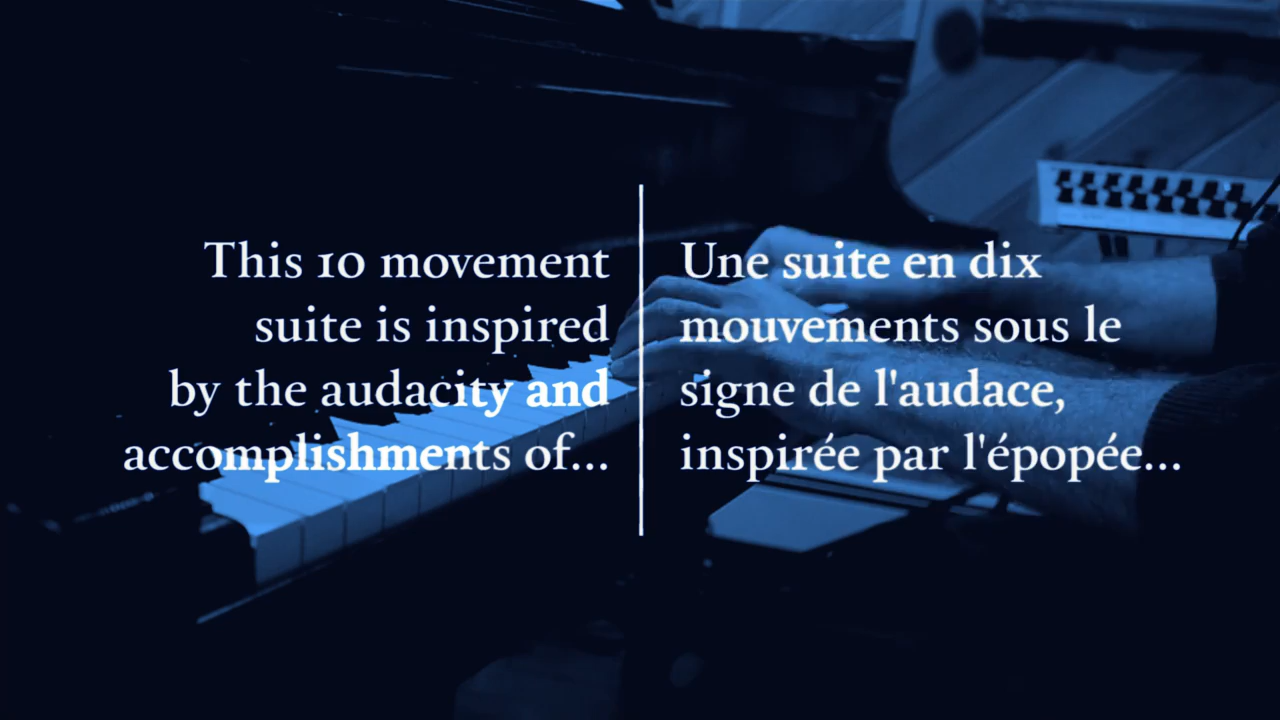 This 10 movement
suite is inspired
by the audacity and
accomplishments of...
Une suite en dix
mouvements sous le
signe de l'audace,
inspirée par l'épopée...